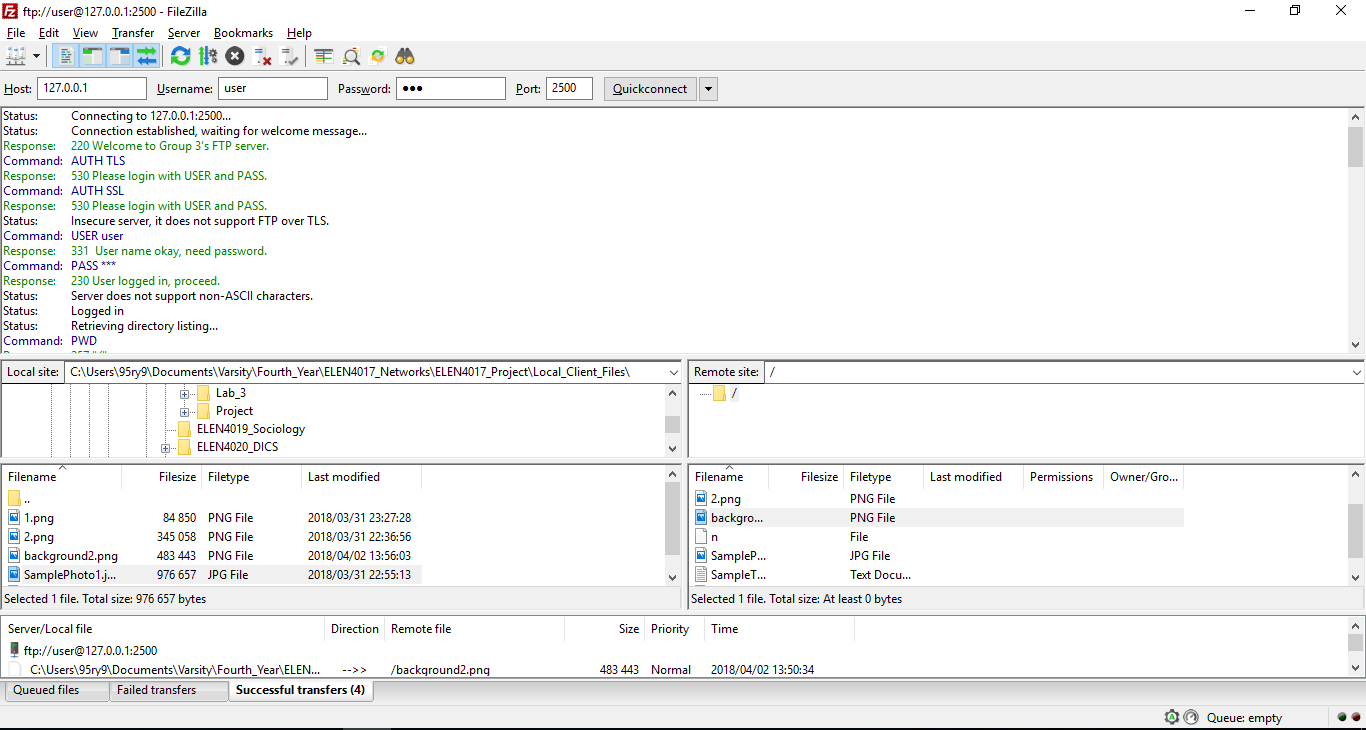 ftp://user@127.0.0.1:2500 - FileZilla
File Edit View Transfer Server Bookmarks Help
Host: 127.0.0.1 Username: user Password: ●●● Port: 2500 Quickconnect
Status: Connecting to 127.0.0.1:2500...
Status: Connection established, waiting for welcome message...
Response: 220 Welcome to Group 3's FTP server.
Command: AUTH TLS
Response: 530 Please login with USER and PASS.
Command: AUTH SSL
Response: 530 Please login with USER and PASS.
Status: Insecure server, it does not support FTP over TLS.
Command: USER user
Response: 331 User name okay, need password.
Command: PASS ***
Response: 230 User logged in, proceed.
Status: Server does not support non-ASCII characters.
Status: Logged in
Status: Retrieving directory listing...
Command: PWD
Local site: C:\Users\95ry9\Documents\Varsity\Fourth_Year\ELEN4017_Networks\ELEN4017_Project\Local_Client_Files\
Lab_3
Project
ELEN4019_Sociology
ELEN4020_DICS
Remote site: /
/
Filename Filesize Filetype Last modified
..
1.png 84 850 PNG File 2018/03/31 23:27:28
2.png 345 058 PNG File 2018/03/31 22:36:56
background2.png 483 443 PNG File 2018/04/02 13:56:03
SamplePhoto1.j... 976 657 JPG File 2018/03/31 22:55:13
Selected 1 file. Total size: 976 657 bytes
Filename Filesize Filetype Last modified Permissions Owner/Gro...
2.png PNG File
backgro... PNG File
n File
SampleP... JPG File
SampleT... Text Docu...
Selected 1 file. Total size: At least 0 bytes
Server/Local file Direction Remote file Size Priority Time
ftp://user@127.0.0.1:2500
C:\Users\95ry9\Documents\Varsity\Fourth_Year\ELEN... -->> /background2.png 483 443 Normal 2018/04/02 13:50:34
Queued files Failed transfers Successful transfers (4)
Queue: empty